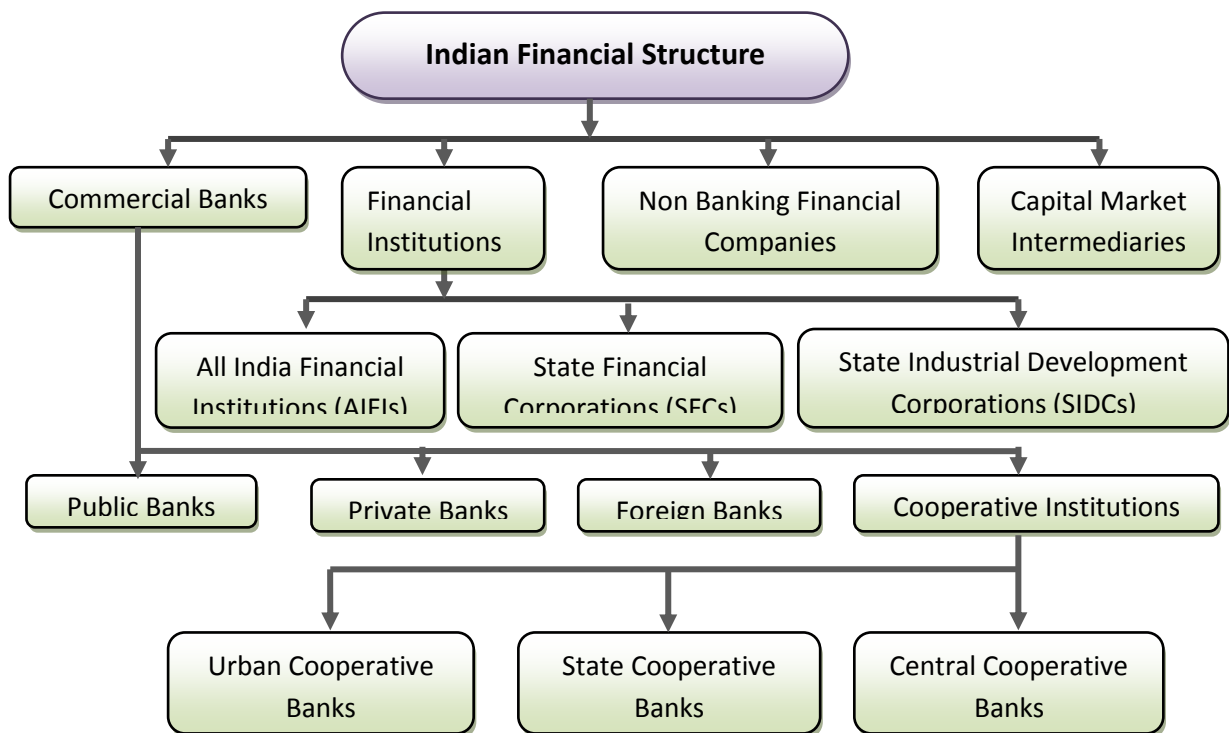 Indian Financial Structure
Commercial Banks
Financial
Institutions
Non Banking Financial
Companies
Capital Market
Intermediaries
All India Financial
Institutions (AIFIs)
State Financial
Corporations (SFCs)
State Industrial Development
Corporations (SIDCs)
Public Banks
Private Banks
Foreign Banks
Cooperative Institutions
Urban Cooperative
Banks
State Cooperative
Banks
Central Cooperative
Banks